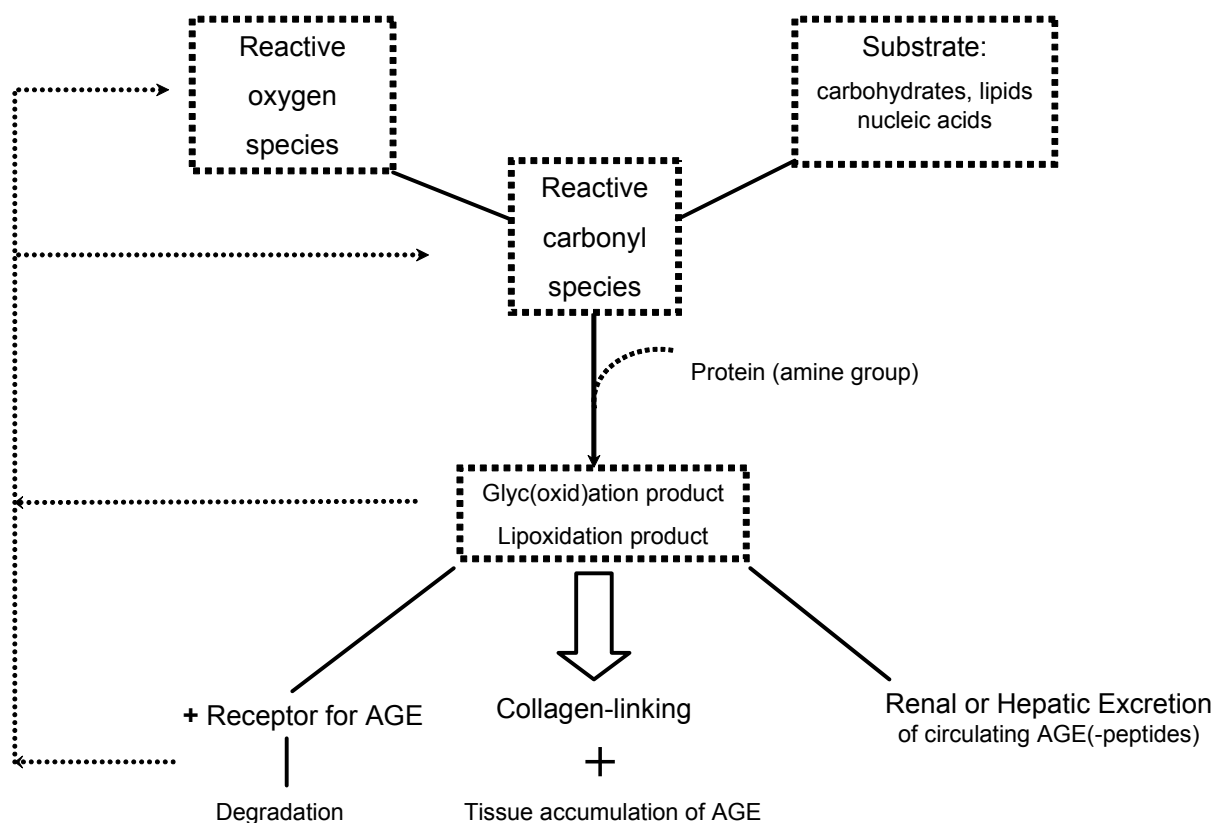 Reactive
oxygen
species
Substrate:
carbohydrates, lipids
nucleic acids
Reactive
carbonyl
species
Protein (amine group)
Glyc(oxid)ation product
Lipoxidation product
+ Receptor for AGE
Degradation
Collagen-linking
+
Tissue accumulation of AGE
Renal or Hepatic Excretion
of circulating AGE(-peptides)